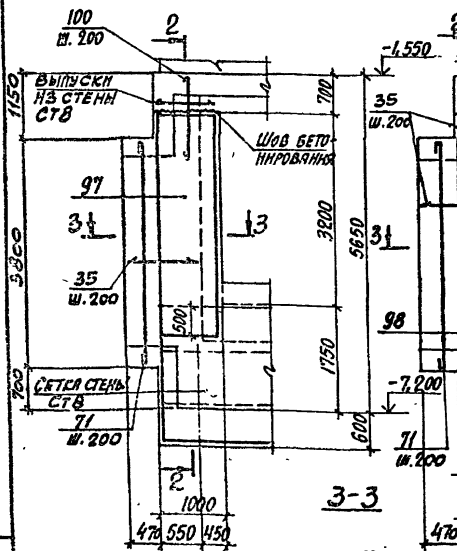 100
Ш. 200
2
2
-1,550
1150
ВЫПУСКИ
ИЗ СТЕНЫ
СТ8
700
35
Ш.200
ШОВ БЕТО-
НИРОВАНИЯ
97
3
3
3200
5650
3
3800
35
Ш.200
500
98
1750
СЕТКА СТЕНЫ
СТ8
700
-7,200
71
Ш.200
600
71
Ш.200
2
1000
3-3
470 550 450
470